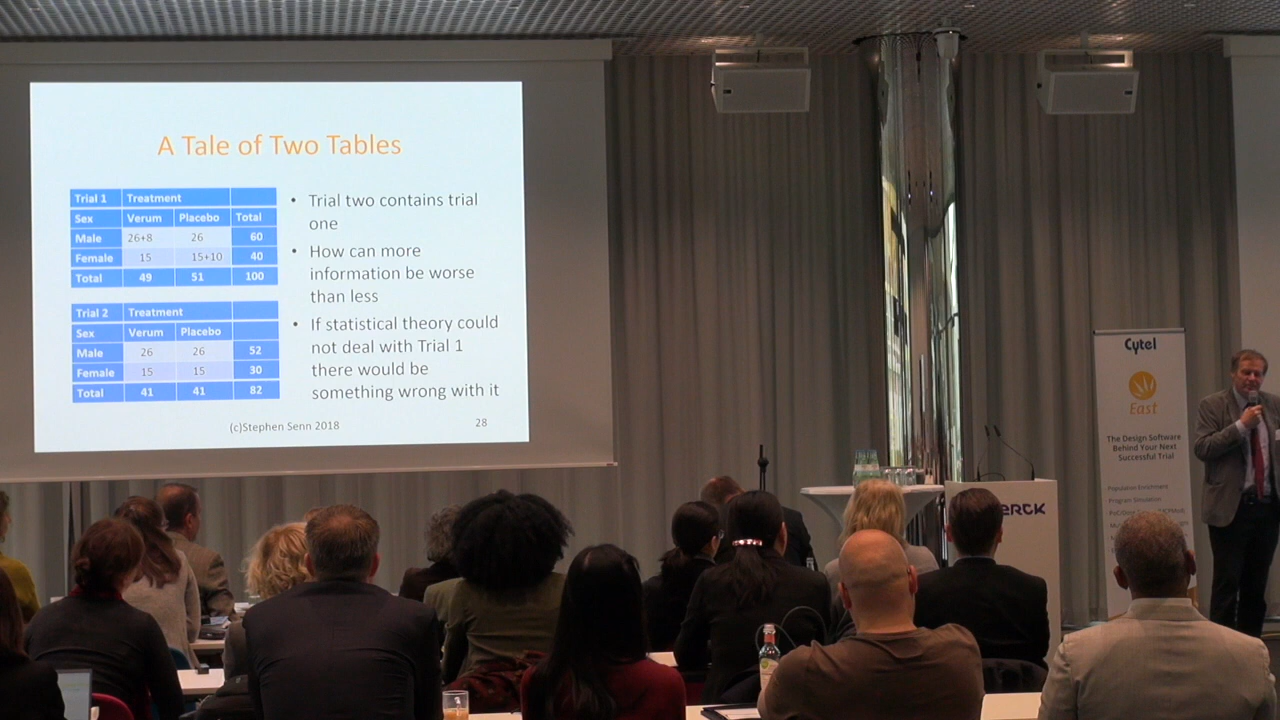 A Tale of Two Tables
Trial 1 Treatment
Sex Verum Placebo Total
Male 26+8 26 60
Female 15 15+10 40
Total 49 51 100
Trial 2 Treatment
Sex Verum Placebo
Male 26 26 52
Female 15 15 30
Total 41 41 82
• Trial two contains trial
one
• How can more
information be worse
than less
• If statistical theory could
not deal with Trial 1
there would be
something wrong with it
(c)Stephen Senn 2018
28
Cytel
East
The Design Software
Behind Your Next
Successful Trial
Population Enrichment
Program Simulation
ERCK